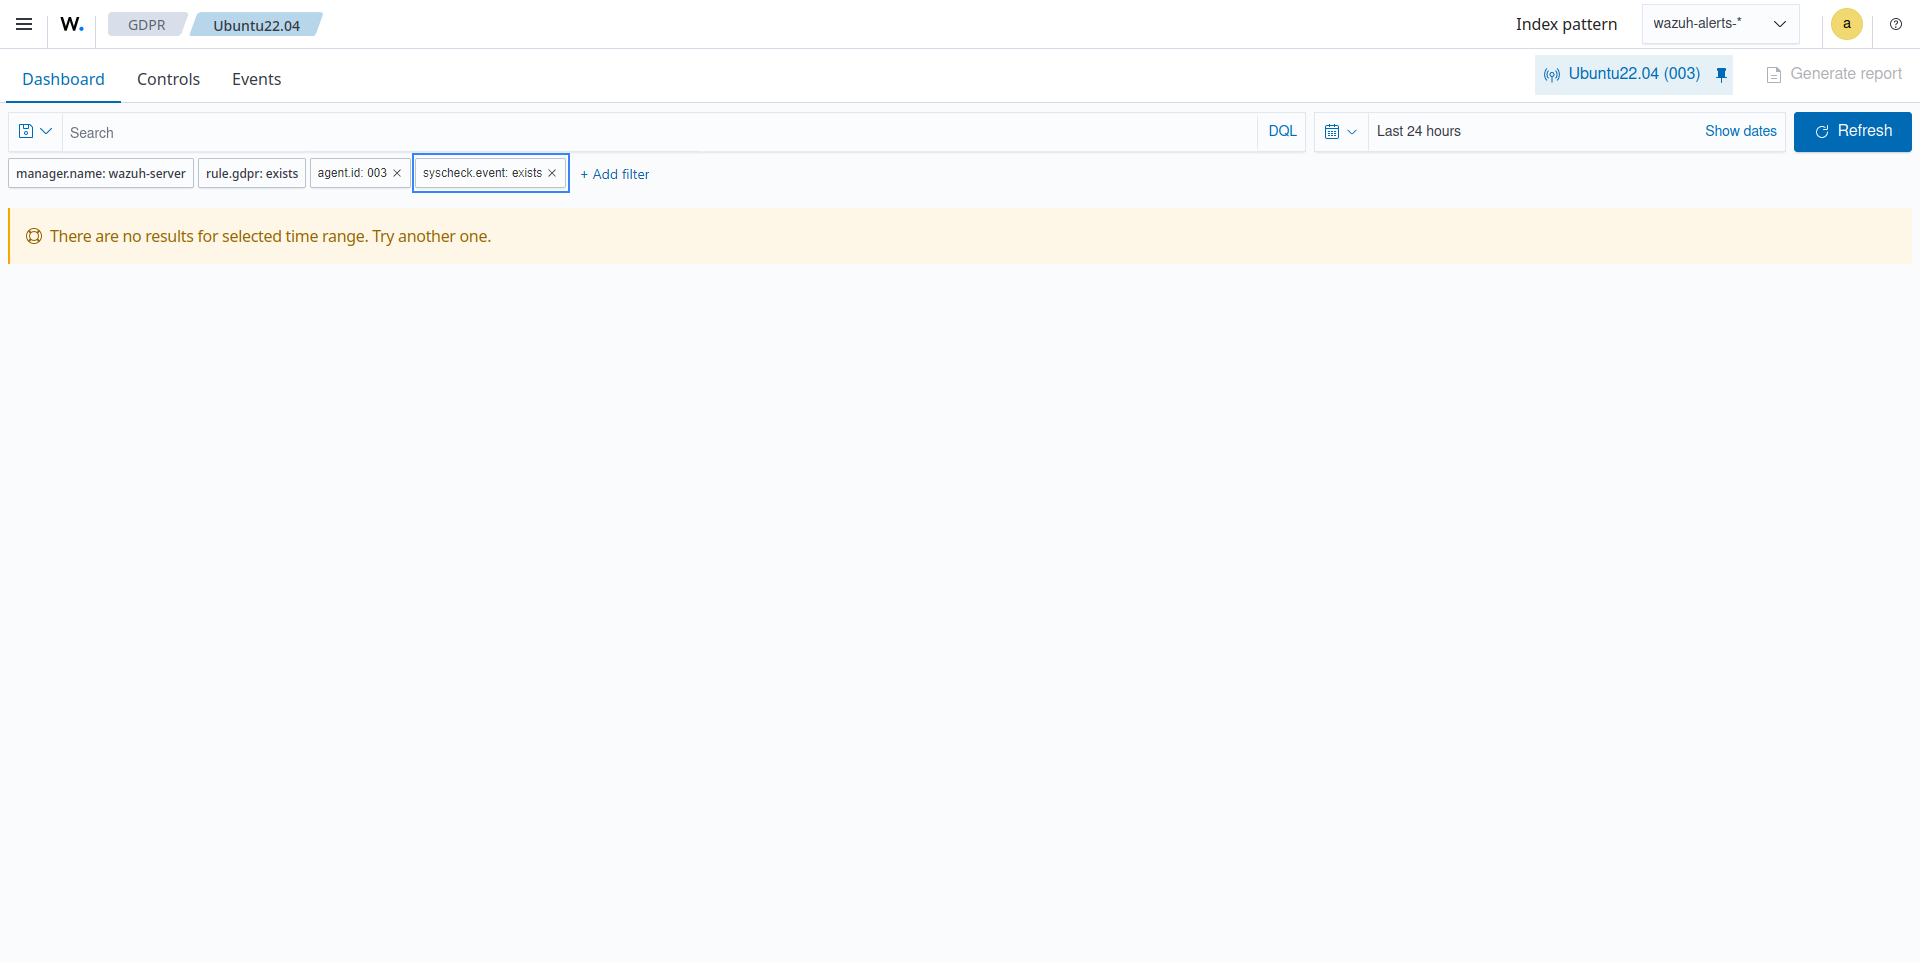 W. GDPR Ubuntu22.04 Index pattern wazuh-alerts-* a
Dashboard Controls Events Ubuntu22.04 (003) Generate report
Search DQL Last 24 hours Show dates Refresh
manager.name: wazuh-server rule.gdpr: exists agent.id: 003 × syscheck.event: exists × + Add filter
There are no results for selected time range. Try another one.